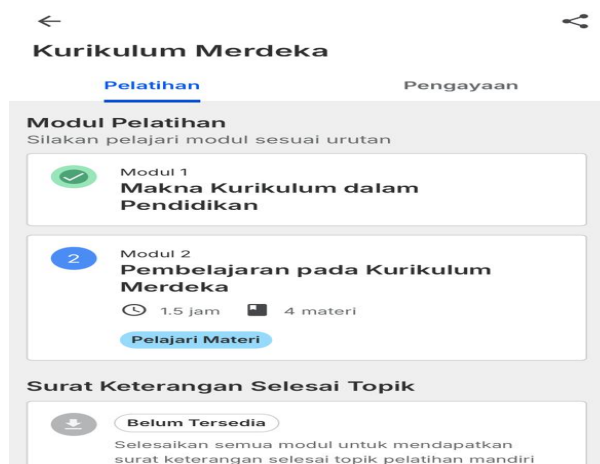 Kurikulum Merdeka
Pelatihan
Pengayaan
Modul Pelatihan
Silakan pelajari modul sesuai urutan
Modul 1
Makna Kurikulum dalam
Pendidikan
2
Modul 2
Pembelajaran pada Kurikulum
Merdeka
1.5 jam
4 materi
Pelajari Materi
Surat Keterangan Selesai Topik
Belum Tersedia
Selesaikan semua modul untuk mendapatkan
surat keterangan selesai topik pelatihan mandiri